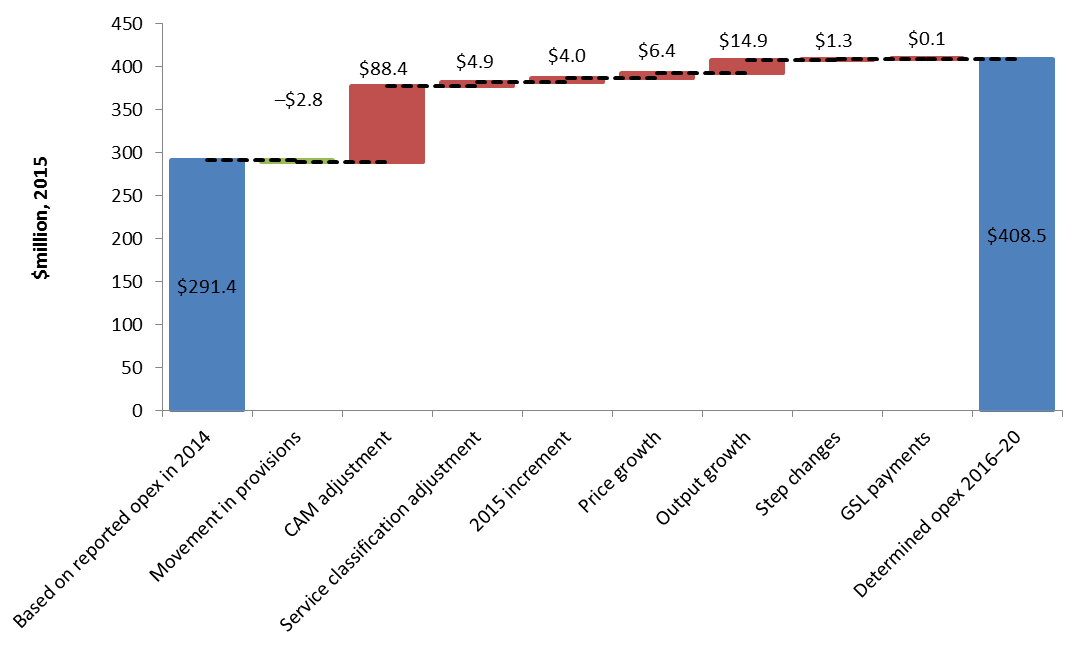 $million, 2015
450
400
350
300
250
200
150
100
50
0
$291.4
–$2.8
$88.4
$4.9
$4.0
$6.4
$14.9
$1.3
$0.1
$408.5
Based on reported opex in 2014
Movement in provisions
CAM adjustment
Service classification adjustment
2015 increment
Price growth
Output growth
Step changes
GSL payments
Determined opex 2016–20